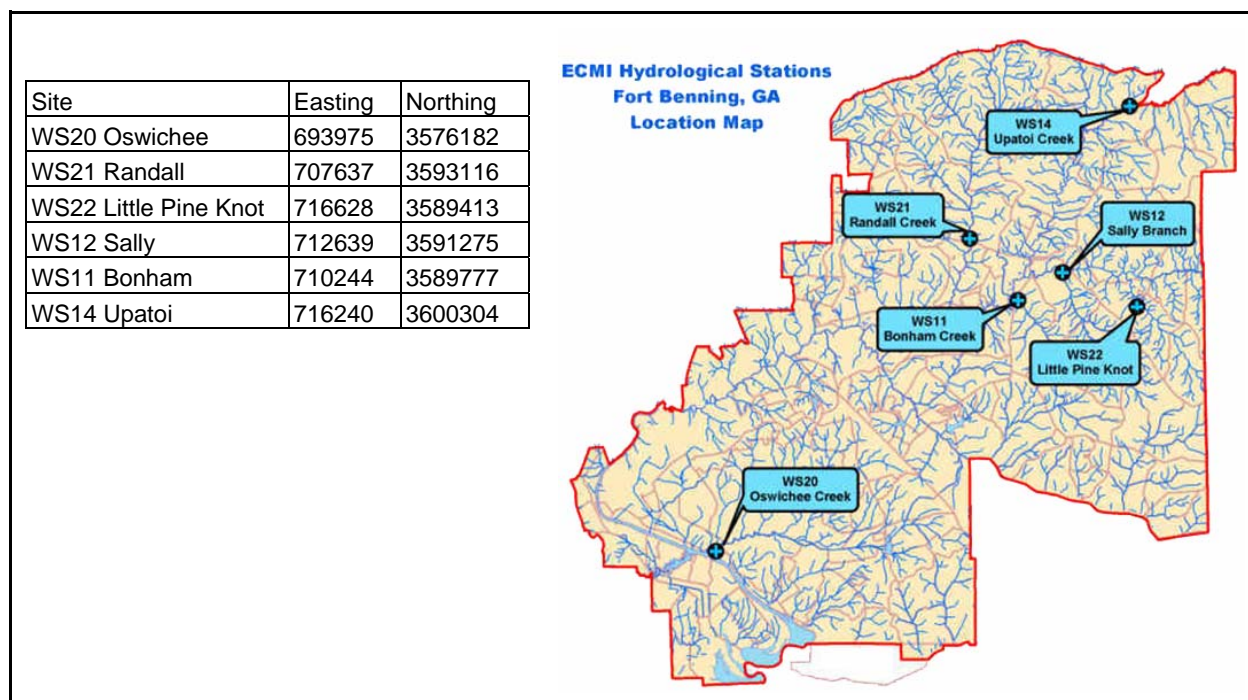 Site Easting Northing
WS20 Oswichee 693975 3576182
WS21 Randall 707637 3593116
WS22 Little Pine Knot 716628 3589413
WS12 Sally 712639 3591275
WS11 Bonham 710244 3589777
WS14 Upatoi 716240 3600304
ECMI Hydrological Stations
Fort Benning, GA
Location Map
WS14
Upatoi Creek
WS21
Randall Creek
WS12
Sally Branch
WS11
Bonham Creek
WS22
Little Pine Knot
WS20
Oswichee Creek